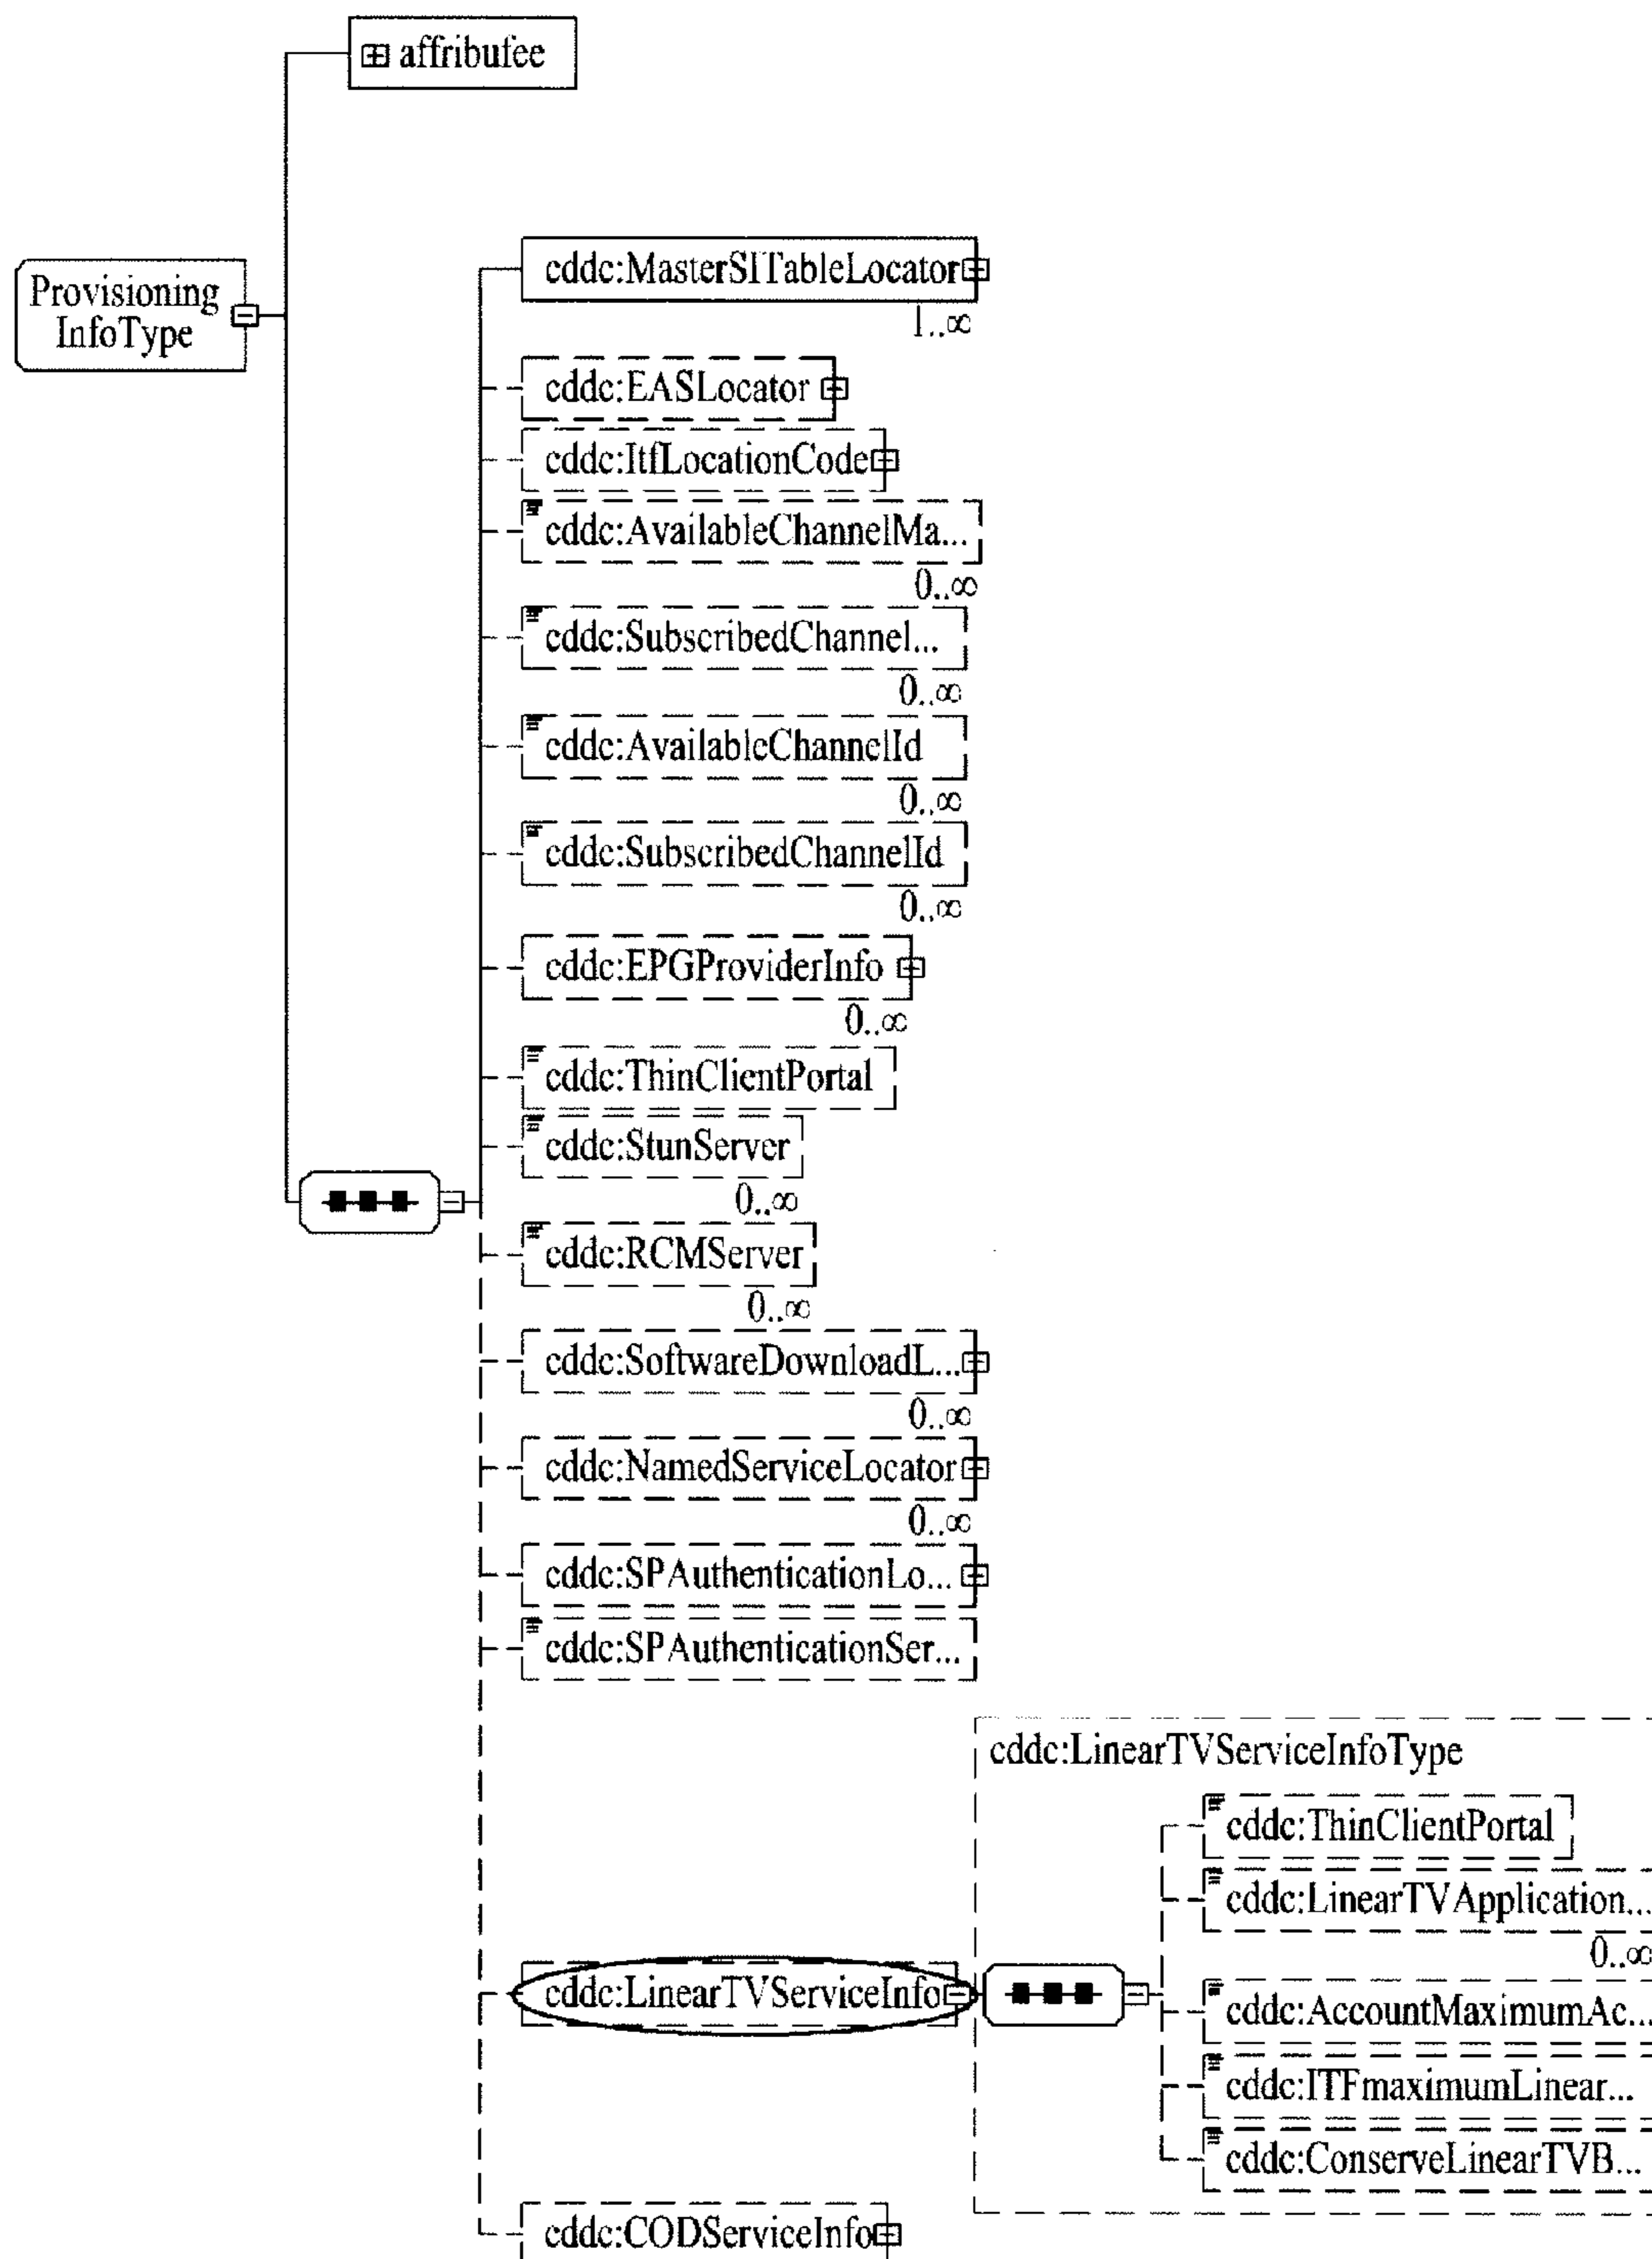 affribufee
Provisioning
InfoType
cddc:MasterSITableLocator
1..∞
cddc:EASLocator
cddc:ItfLocationCode
cddc:AvailableChannelMa...
0..∞
cddc:SubscribedChannel...
0..∞
cddc:AvailableChannelId
0..∞
cddc:SubscribedChannelId
0..∞
cddc:EPGProviderInfo
0..∞
cddc:ThinClientPortal
cddc:StunServer
0..∞
cddc:RCMServer
0..∞
cddc:SoftwareDownloadL...
0..∞
cddc:NamedServiceLocator
0..∞
cddc:SPAuthenticationLo...
cddc:SPAuthenticationSer...
cddc:LinearTVServiceInfoType
cddc:ThinClientPortal
cddc:LinearTVApplication...
0..∞
cddc:LinearTVServiceInfo
cddc:AccountMaximumAc...
cddc:ITFmaximumLinear...
cddc:ConserveLinearTVB...
cddc:CODServiceInfo